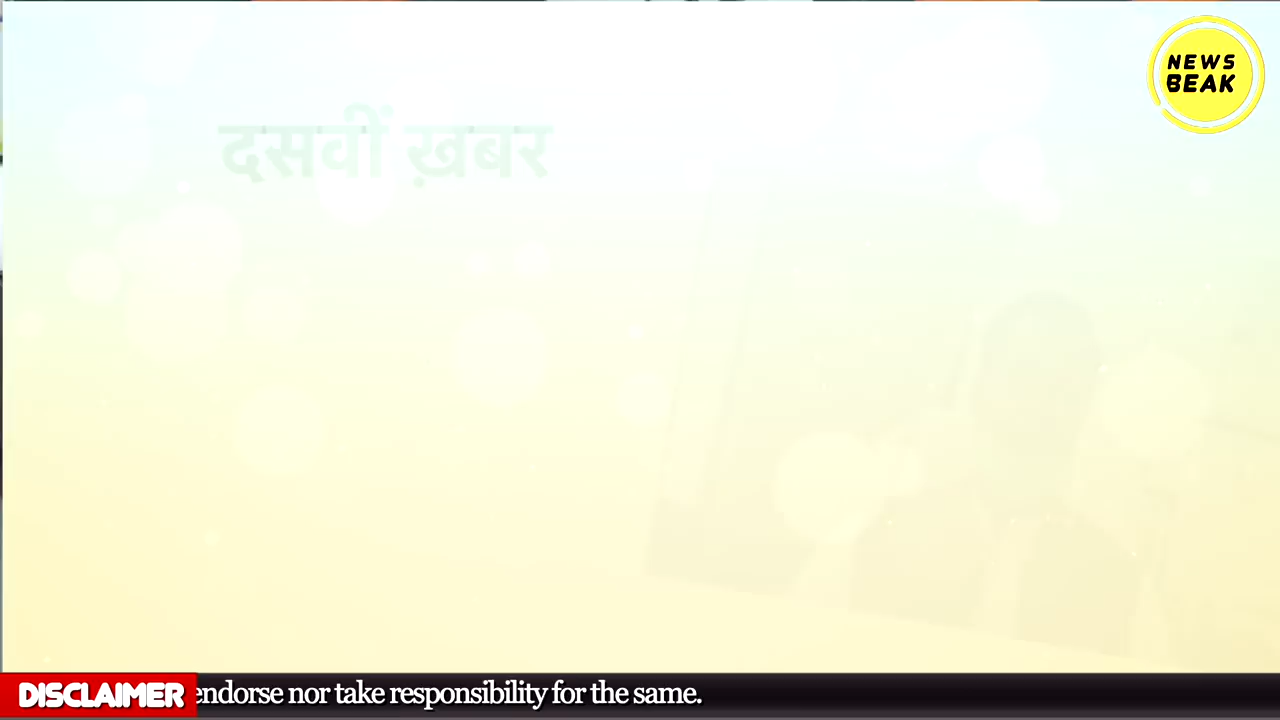 NEWS
BEAK
दसवीं ख़बर
DISCLAIMER endorse nor take responsibility for the same.